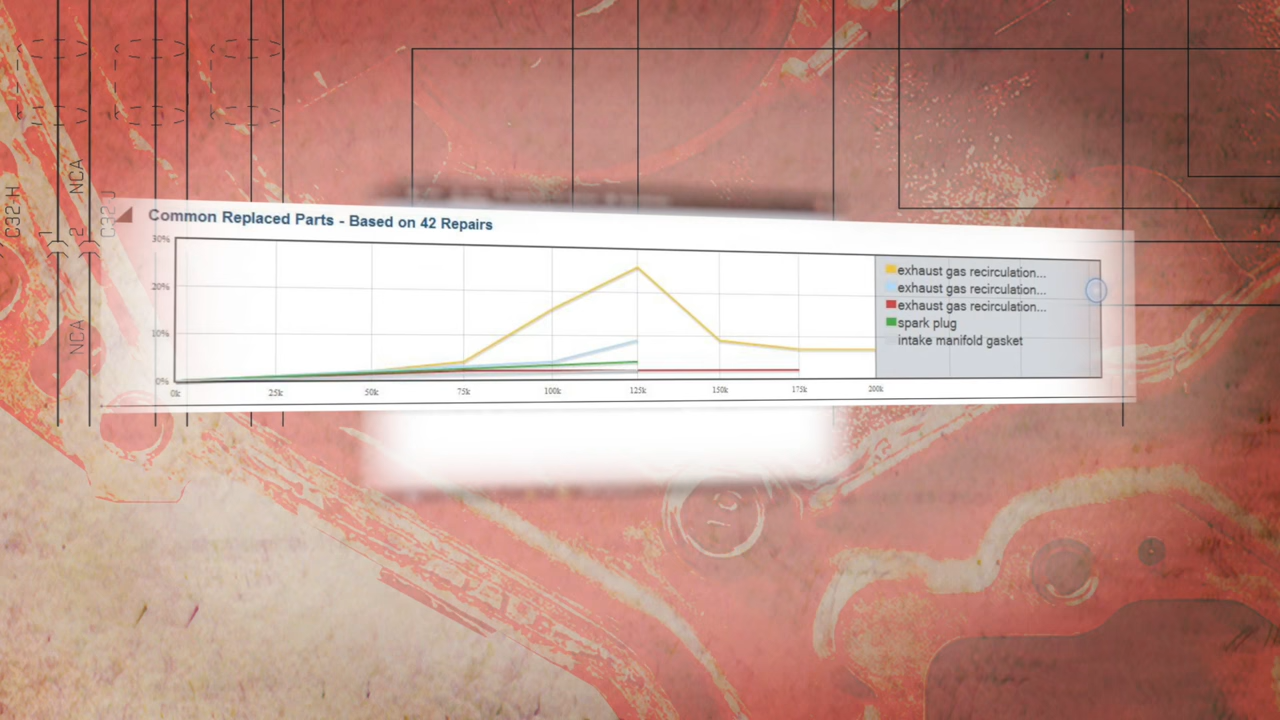 C32-H
1
2
NCA
NCA
Common Replaced Parts - Based on 42 Repairs
30%
20%
10%
0%
0k
25k
50k
75k
100k
125k
150k
175k
200k
exhaust gas recirculation...
exhaust gas recirculation...
exhaust gas recirculation...
spark plug
intake manifold gasket